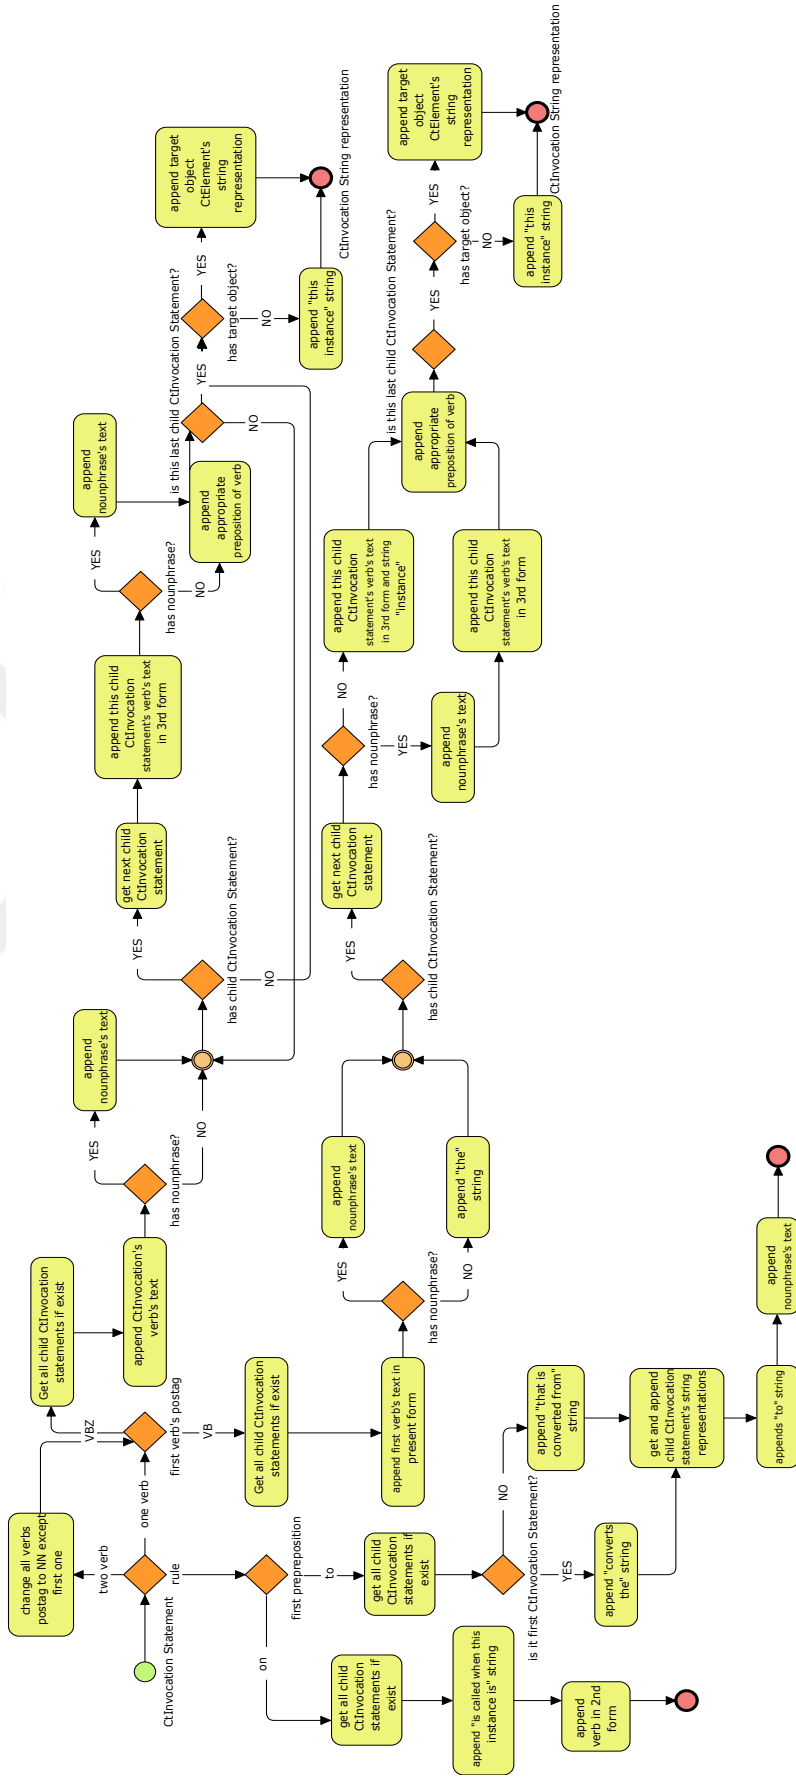 CtInvocation Statement
two verb
change all verbs
postag to NN except
first one
one verb
rule
first verb's postag
VBZ
Get all child CtInvocation
statements if exist
append CtInvocation's
verb's text
has nounphrase?
YES
append
nounphrase's text
NO
has child CtInvocation Statement?
YES
get next child
CtInvocation
statement
NO
append this child
CtInvocation
statement's verb's text
in 3rd form
has nounphrase?
YES
append
nounphrase's text
NO
append
appropriate
preposition of verb
is this last child CtInvocation Statement?
YES
NO
has target object?
YES
append target
object
CtElement's
string
representation
NO
append "this
instance" string
CtInvocation String representation
VB
Get all child CtInvocation
statements if exist
append first verb's text in
present form
has nounphrase?
YES
append
nounphrase's text
NO
append "the"
string
has child CtInvocation Statement?
YES
get next child
CtInvocation
statement
has nounphrase?
NO
append this child
CtInvocation
statement's verb's text
in 3rd form and string
"instance"
YES
append
nounphrase's text
append this child
CtInvocation
statement's verb's text
in 3rd form
append
appropriate
preposition of verb
is this last child CtInvocation Statement?
YES
has target object?
YES
append target
object
CtElement's
string
representation
NO
append "this
instance" string
CtInvocation String representation
first prepreposition
on
get all child
CtInvocation
statements if
exist
append "is called when this
instance is" string
append
verb in 2nd
form
to
get all child
CtInvocation
statements if
exist
is it first CtInvocation Statement?
NO
append "that is
converted from"
string
YES
append "converts
the" string
get and append
child CtInvocation
statement's string
representations
appends "to" string
append
nounphrase's text